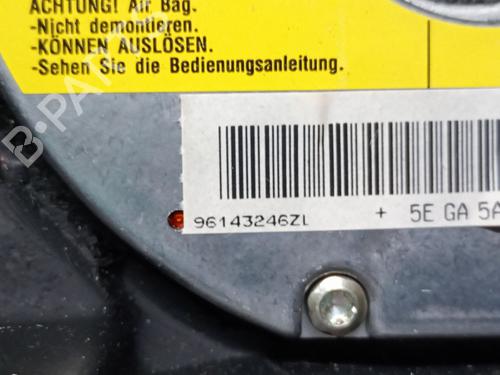 ACHTUNG! Air Bag.
-Nicht demontieren.
-KÖNNEN AUSLÖSEN.
-Sehen Sie die Bedienungsanleitung.
96143246ZL + 5E GA 5A